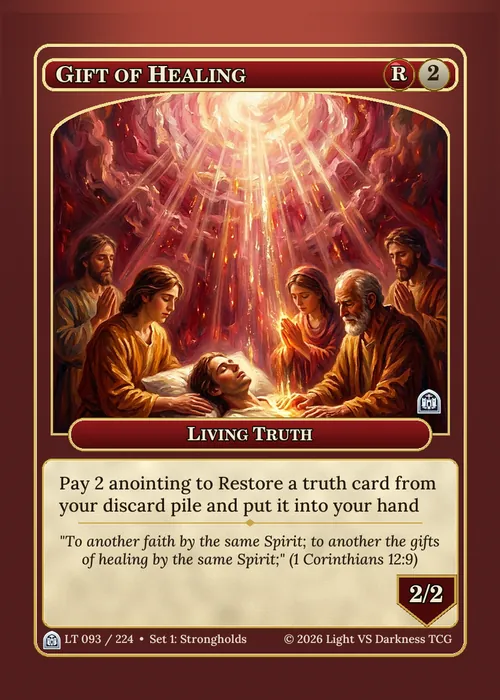 Gift of Healing
R 2
Living Truth
Pay 2 anointing to Restore a truth card from
your discard pile and put it into your hand
"To another faith by the same Spirit; to another the gifts
of healing by the same Spirit;" (1 Corinthians 12:9)
2/2
LT 093 / 224 • Set 1: Strongholds © 2026 Light VS Darkness TCG